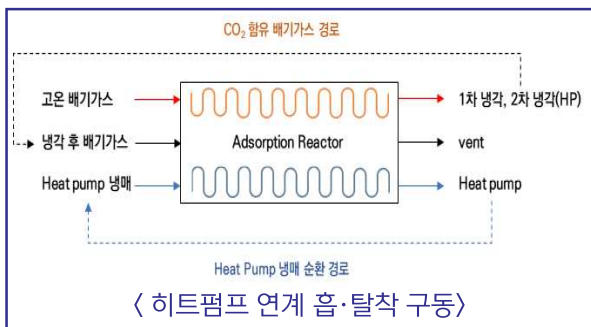 CO₂ 함유 배기가스 경로
고온 배기가스
1차 냉각, 2차 냉각(HP)
냉각 후 배기가스
Adsorption Reactor
vent
Heat pump 냉매
Heat pump
Heat Pump 냉매 순환 경로
< 히트펌프 연계 흡·탈착 구동>